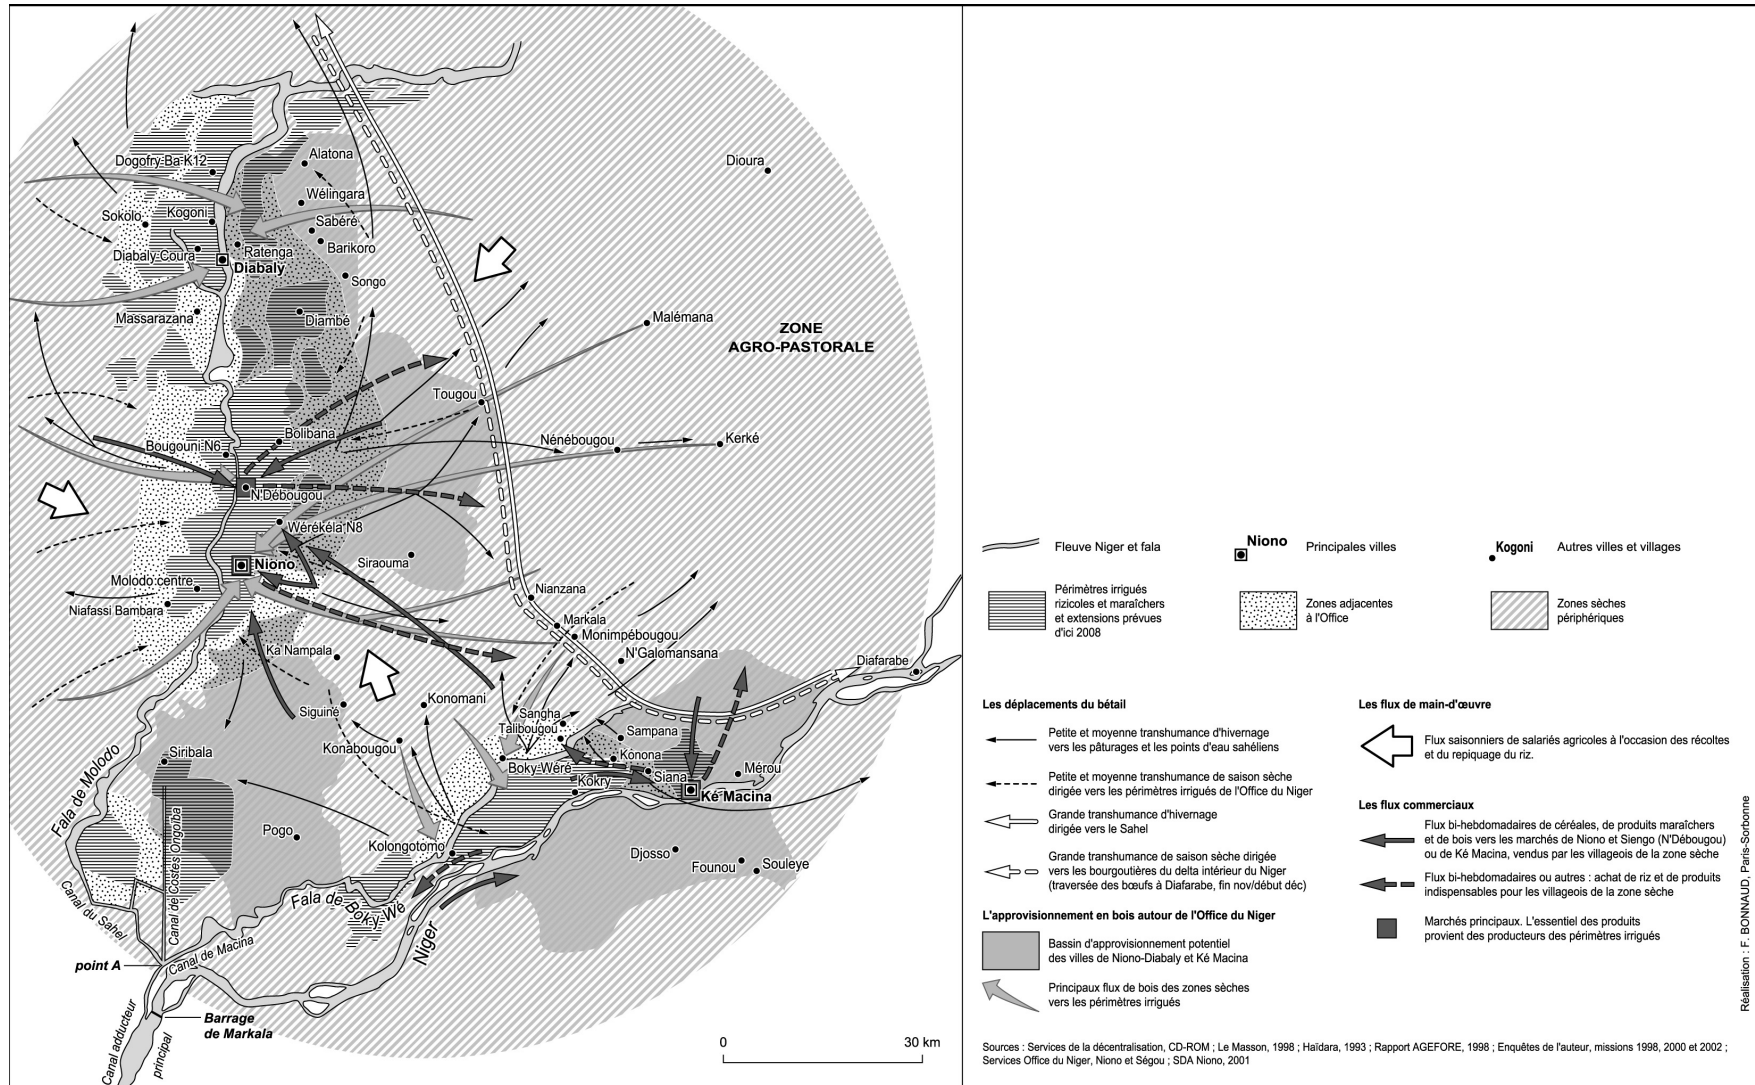 Dogofry-Ba-K12
Alatona
Dioura
Wélingara
Sokolo
Kogoni
Sabéré
Barikoro
Diabaly-Coura
Ratenga
Diabaly
Songo
Massarazana
Diambé
Malémana
ZONE
AGRO-PASTORALE
Tougou
Bolibana
Bougouni-N6
Nénébougou
Kerké
N'Débougou
Wérékéla N8
Niono
Siraouma
Molodo centre
Niafassi Bambara
Nianzana
Markala
Monimpébougou
Ka Nampala
N'Galomansana
Diafarabe
Siguiné
Konomani
Sangha
Talibougou
Sampana
Konabougou
Siribala
Boky-Wéré
Kònona
Siana
Mérou
Kokry
Ké Macina
Fala de Molodo
Pogo
Kolongotomo
Djosso
Founou
Souleye
Canal de Costes Ongoïba
Canal du Sahel
Fala de Boky Wé
Niger
Canal de Macina
point A
Barrage
de Markala
Canal adducteur
principal
0 30 km
Fleuve Niger et fala
Niono
Principales villes
Kogoni
Autres villes et villages
Périmètres irrigués
rizicoles et maraîchers
et extensions prévues
d'ici 2008
Zones adjacentes
à l'Office
Zones sèches
périphériques
Les déplacements du bétail
Petite et moyenne transhumance d'hivernage
vers les pâturages et les points d'eau sahéliens
Petite et moyenne transhumance de saison sèche
dirigée vers les périmètres irrigués de l'Office du Niger
Grande transhumance d'hivernage
dirigée vers le Sahel
Grande transhumance de saison sèche dirigée
vers les bourgoutières du delta intérieur du Niger
(traversée des bœufs à Diafarabe, fin nov/début déc)
L'approvisionnement en bois autour de l'Office du Niger
Bassin d'approvisionnement potentiel
des villes de Niono-Diabaly et Ké Macina
Principaux flux de bois des zones sèches
vers les périmètres irrigués
Les flux de main-d'œuvre
Flux saisonniers de salariés agricoles à l'occasion des récoltes
et du repiquage du riz.
Les flux commerciaux
Flux bi-hebdomadaires de céréales, de produits maraîchers
et de bois vers les marchés de Niono et Siengo (N'Débougou)
ou de Ké Macina, vendus par les villageois de la zone sèche
Flux bi-hebdomadaires ou autres : achat de riz et de produits
indispensables pour les villageois de la zone sèche
Marchés principaux. L'essentiel des produits
provient des producteurs des périmètres irrigués
Réalisation : F. BONNAUD, Paris-Sorbonne
Sources : Services de la décentralisation, CD-ROM ; Le Masson, 1998 ; Haïdara, 1993 ; Rapport AGEFORE, 1998 ; Enquêtes de l'auteur, missions 1998, 2000 et 2002 ;
Services Office du Niger, Niono et Ségou ; SDA Niono, 2001